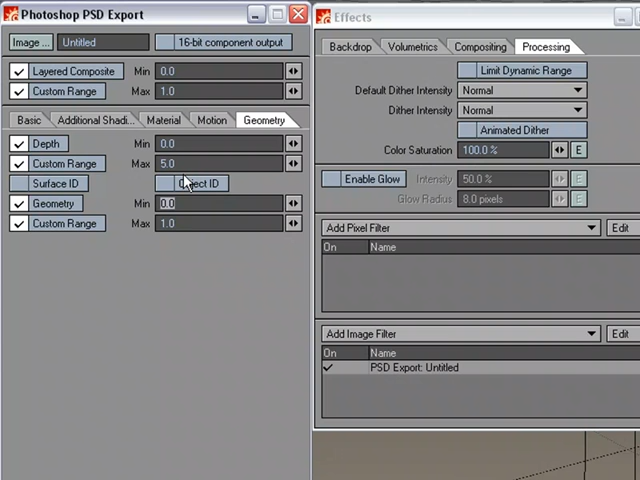 Photoshop PSD Export
Image ...
Untitled
16-bit component output
Layered Composite
Min
0.0
Custom Range
Max
1.0
Basic
Additional Shadi...
Material
Motion
Geometry
Depth
Min
0.0
Custom Range
Max
5.0
Surface ID
Geometry
Min
0.0
Custom Range
Max
1.0
Effects
Backdrop
Volumetrics
Compositing
Processing
Limit Dynamic Range
Default Dither Intensity
Normal
Dither Intensity
Normal
Animated Dither
Color Saturation
100.0 %
E
Enable Glow
Intensity
50.0 %
E
Glow Radius
8.0 pixels
E
Add Pixel Filter
Edit
On
Name
Add Image Filter
Edit
On
Name
PSD Export: Untitled